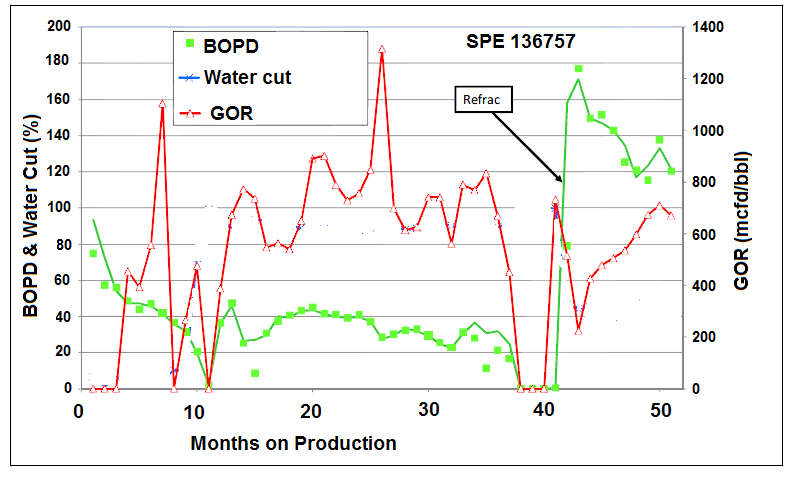 SPE 136757
BOPD
Water cut
GOR
Refrac
BOPD & Water Cut (%)
200
180
160
140
120
100
80
60
40
20
0
1400
1200
1000
800
600
400
200
0
GOR (mcfd/bbl)
0 10 20 30 40 50
Months on Production